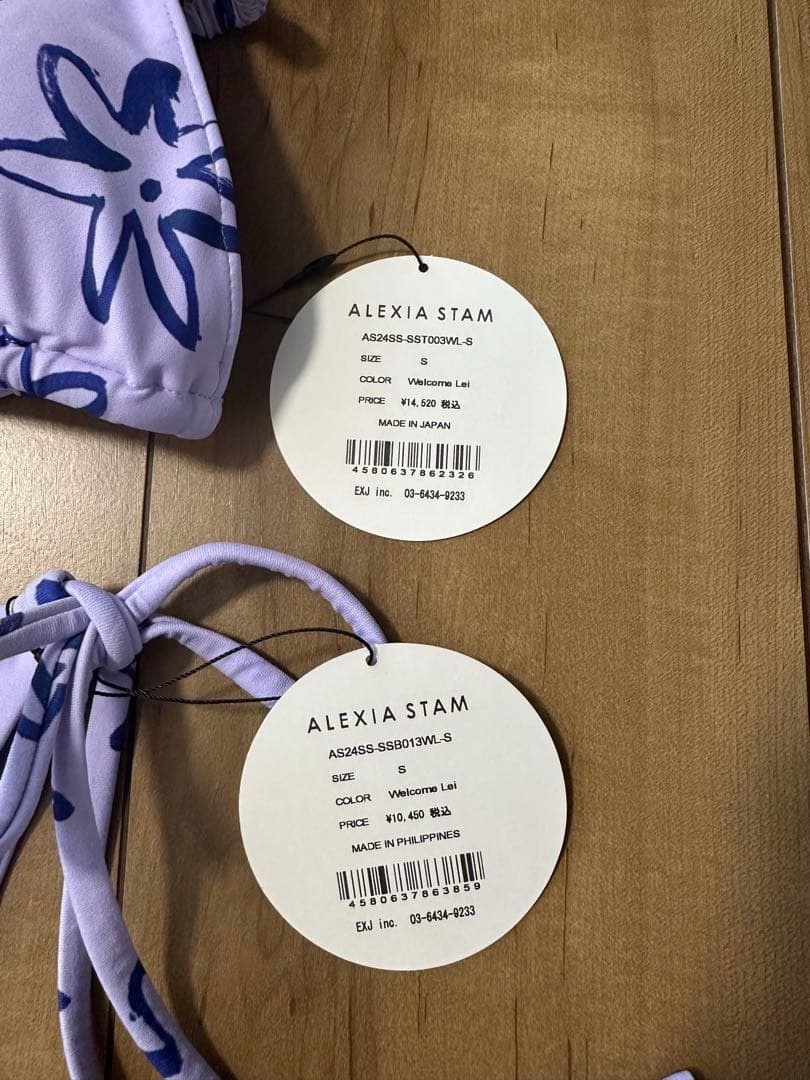 ALEXIA STAM
AS24SS-SST003WL-S
SIZE S
COLOR Welcome Lei
PRICE ¥14,520 税込
MADE IN JAPAN
4580637862326
EXJ inc. 03-6434-9233
ALEXIA STAM
AS24SS-SSB013WL-S
SIZE S
COLOR Welcome Lei
PRICE ¥10,450 税込
MADE IN PHILIPPINES
4580637863859
EXJ inc. 03-6434-9233